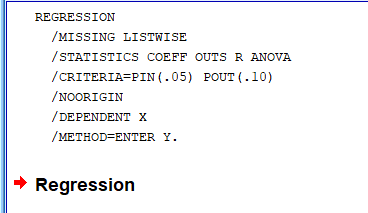 REGRESSION
/MISSING LISTWISE
/STATISTICS COEFF OUTS R ANOVA
/CRITERIA=PIN(.05) POUT(.10)
/NOORIGIN
/DEPENDENT X
/METHOD=ENTER Y.
Regression